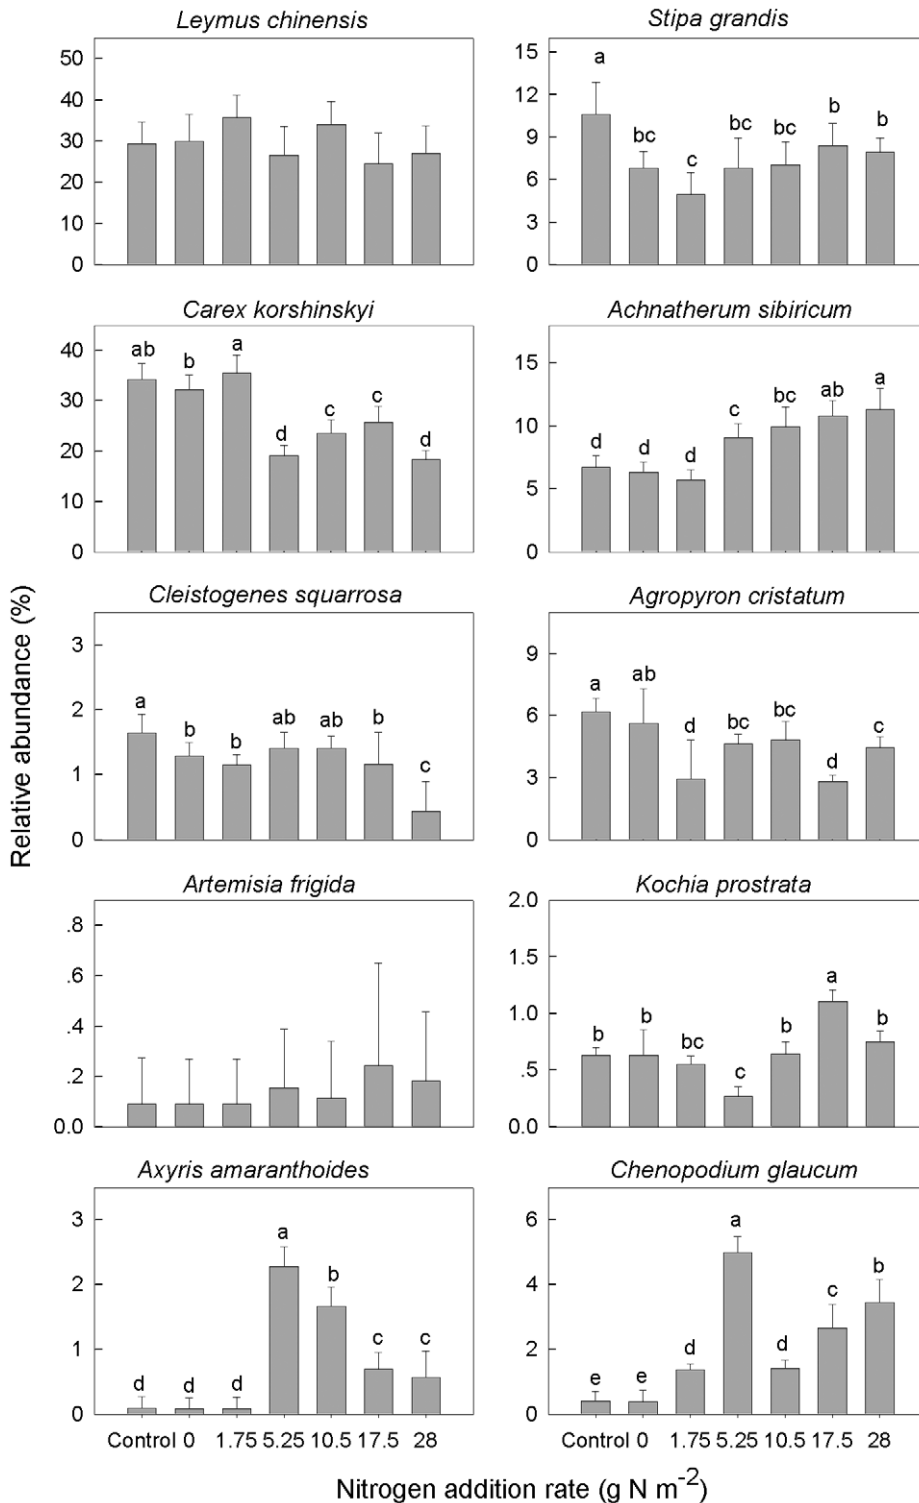 Leymus chinensis
50
40
30
20
10
0
Stipa grandis
15
12
9
6
3
0
a
bc
c
bc
bc
b
b
Carex korshinskyi
40
30
20
10
0
ab
b
a
d
c
c
d
Achnatherum sibiricum
15
10
5
0
d
d
d
c
bc
ab
a
Cleistogenes squarrosa
3
2
1
0
a
b
b
ab
ab
b
c
Agropyron cristatum
9
6
3
0
a
ab
d
bc
bc
d
c
Artemisia frigida
.8
.6
.4
.2
0.0
Kochia prostrata
2.0
1.5
1.0
.5
0.0
b
b
bc
c
b
a
b
Axyris amaranthoides
3
2
1
0
d
d
d
a
b
c
c
Control 0 1.75 5.25 10.5 17.5 28
Chenopodium glaucum
6
4
2
0
e
e
d
a
d
c
b
Control 0 1.75 5.25 10.5 17.5 28
Relative abundance (%)
Nitrogen addition rate (g N m⁻²)